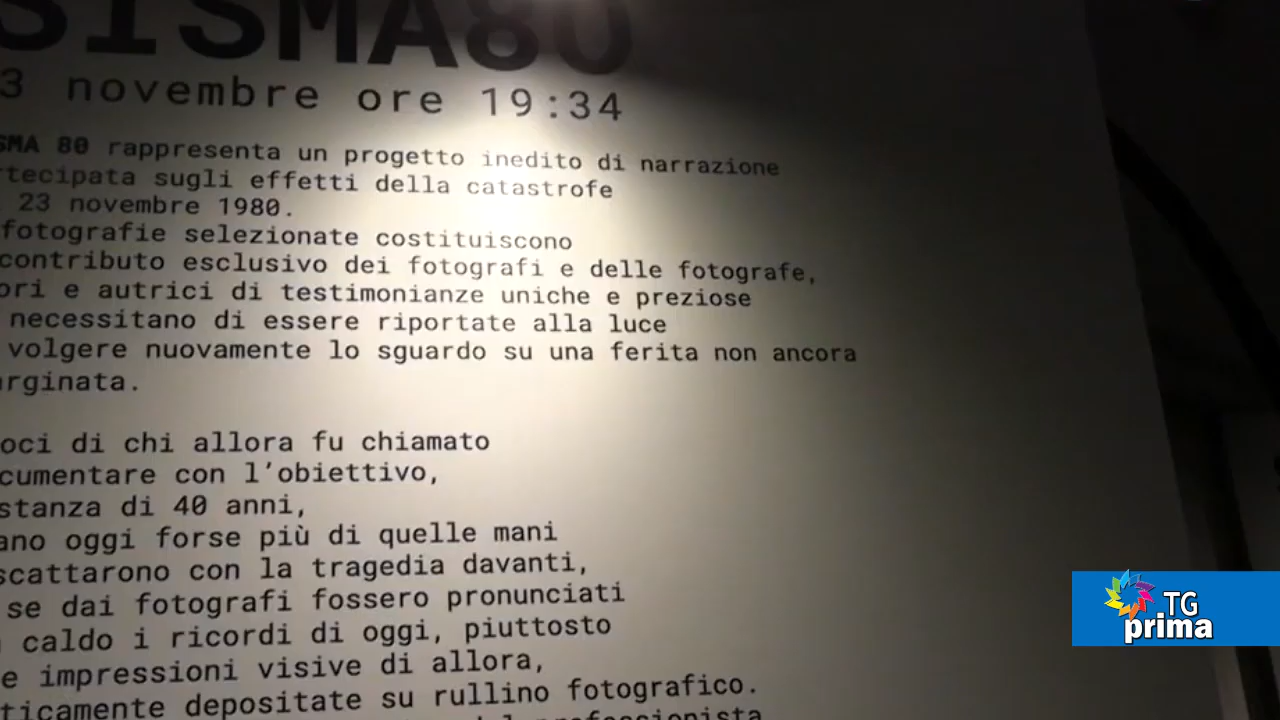 SISMA80
3 novembre ore 19:34
SMA 80 rappresenta un progetto inedito di narrazione
rtecipata sugli effetti della catastrofe
23 novembre 1980.
fotografie selezionate costituiscono
contributo esclusivo dei fotografi e delle fotografe,
ori e autrici di testimonianze uniche e preziose
necessitano di essere riportate alla luce
volgere nuovamente lo sguardo su una ferita non ancora
arginata.
oci di chi allora fu chiamato
cumentare con l'obiettivo,
stanza di 40 anni,
ano oggi forse più di quelle mani
scattarono con la tragedia davanti,
se dai fotografi fossero pronunciati
caldo i ricordi di oggi, piuttosto
e impressioni visive di allora,
ticamente depositate su rullino fotografico.
professionista
TG
prima